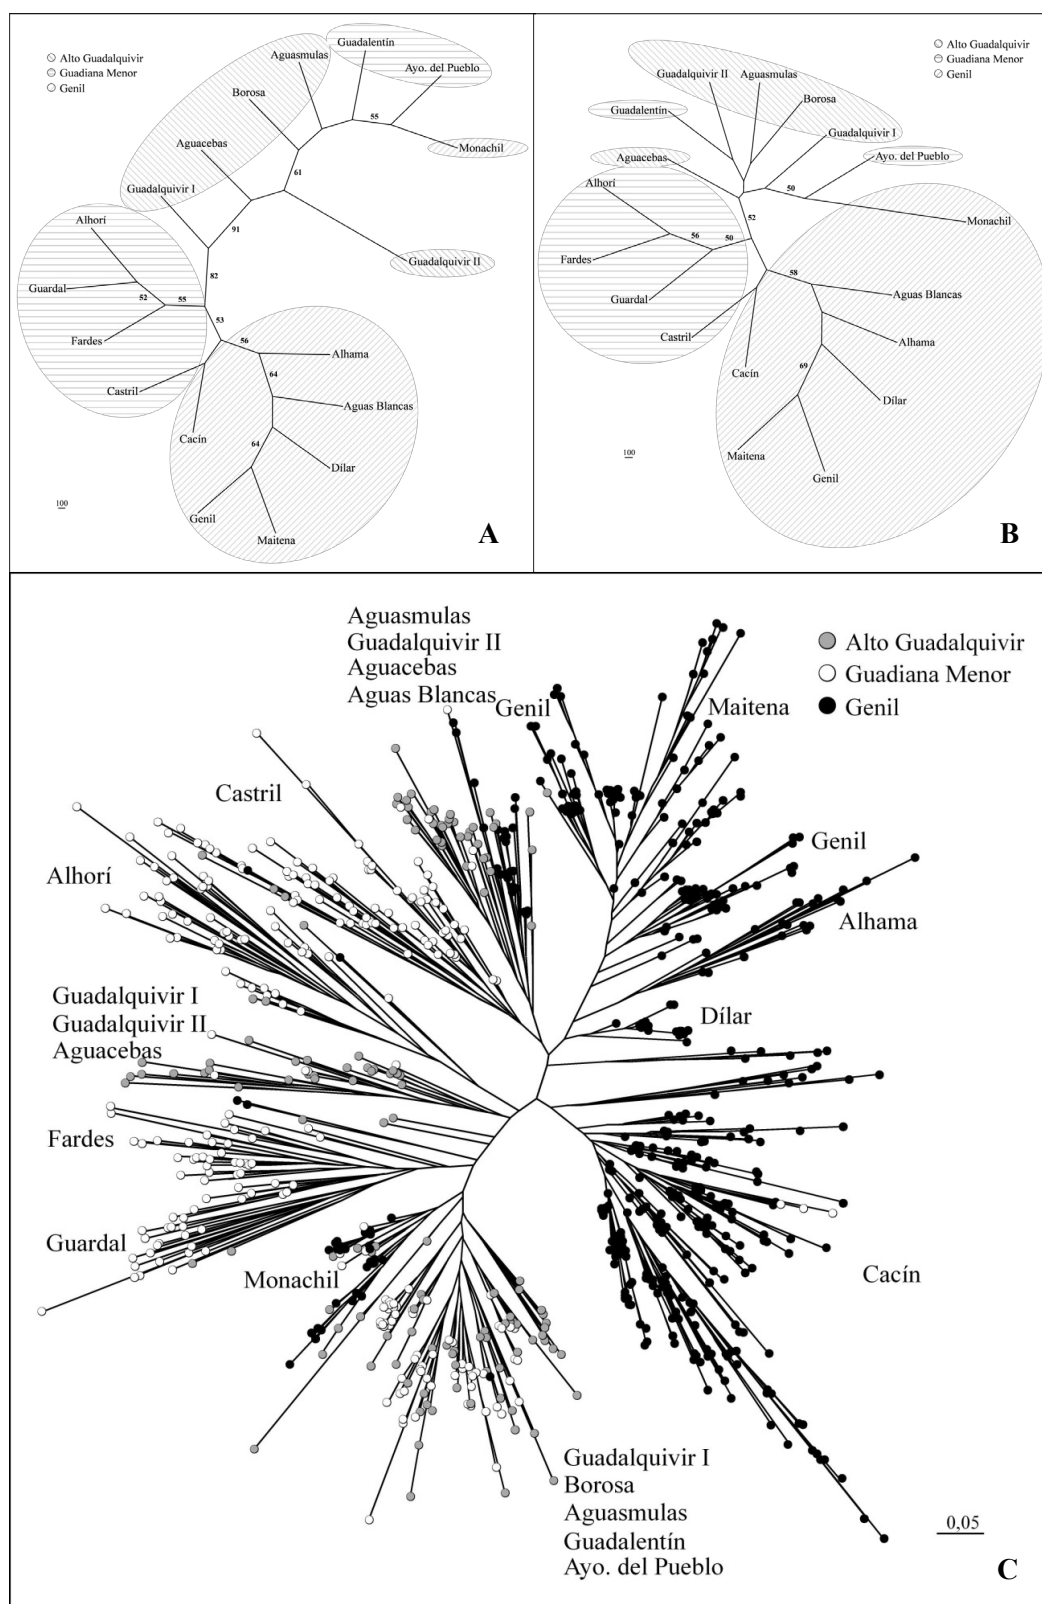 Alto Guadalquivir
Guadiana Menor
Genil
Guadalentín
Aguasmulas
Ayo. del Pueblo
Borosa
55
Monachil
Aguacebas
61
Guadalquivir I
Alhorí
91
Guadalquivir II
82
Guardal
52
55
53
Fardes
56
Alhama
64
Castril
Aguas Blancas
Cacín
64
Dílar
100
Genil
Maitena
A
Alto Guadalquivir
Guadiana Menor
Genil
Guadalquivir II
Aguasmulas
Borosa
Guadalentín
Guadalquivir I
Aguacebas
Ayo. del Pueblo
Alhorí
50
Monachil
52
56
50
Fardes
58
Guardal
Aguas Blancas
Castril
Alhama
69
Cacín
Dílar
Maitena
100
Genil
B
Aguasmulas
Guadalquivir II
Aguacebas
Aguas Blancas
Genil
Maitena
Alto Guadalquivir
Guadiana Menor
Genil
Castril
Genil
Alhorí
Alhama
Guadalquivir I
Guadalquivir II
Aguacebas
Dílar
Fardes
Guardal
Monachil
Cacín
Guadalquivir I
Borosa
Aguasmulas
Guadalentín
Ayo. del Pueblo
0,05
C